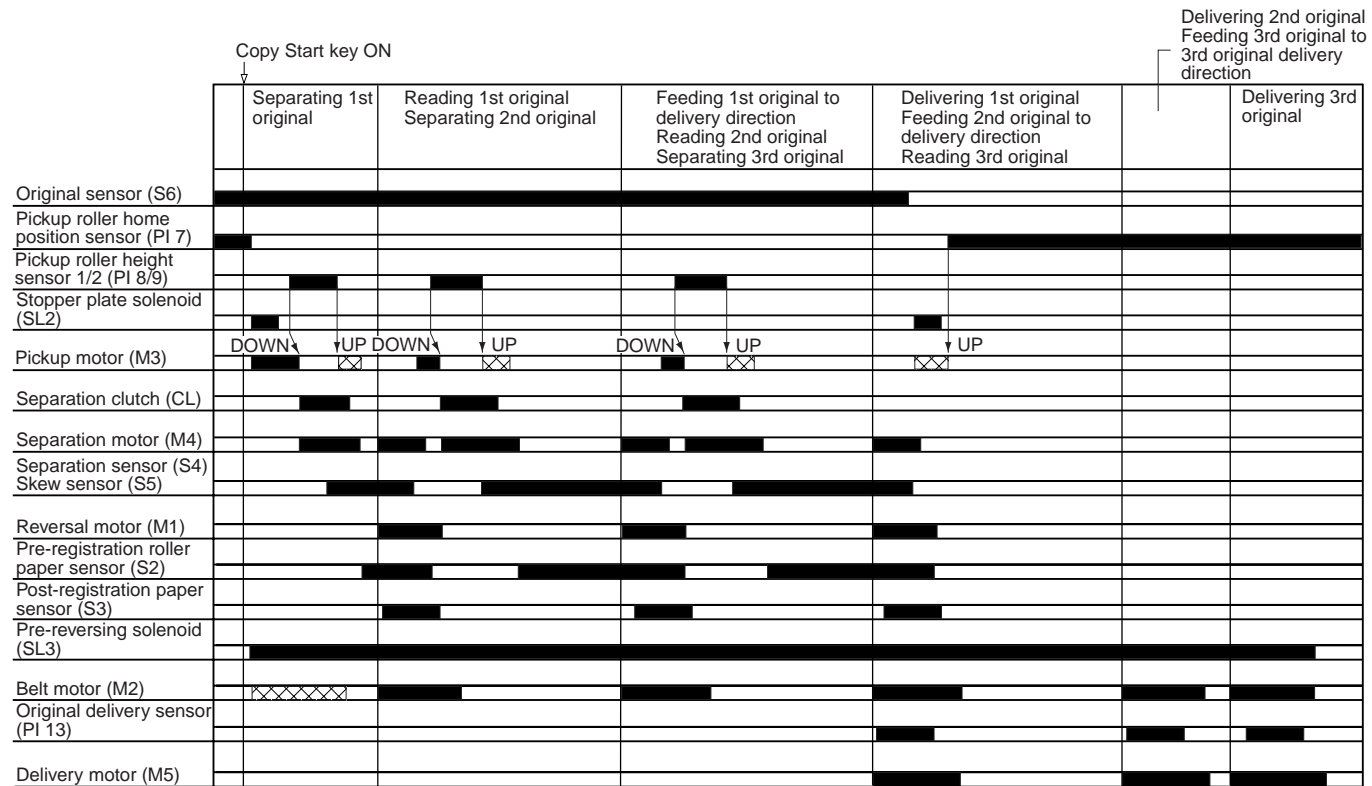 Delivering 2nd original
Feeding 3rd original to
3rd original delivery
direction
Copy Start key ON
Separating 1st
original
Reading 1st original
Separating 2nd original
Feeding 1st original to
delivery direction
Reading 2nd original
Separating 3rd original
Delivering 1st original
Feeding 2nd original to
delivery direction
Reading 3rd original
Delivering 3rd
original
Original sensor (S6)
Pickup roller home
position sensor (PI 7)
Pickup roller height
sensor 1/2 (PI 8/9)
Stopper plate solenoid
(SL2)
DOWN UP DOWN UP DOWN UP UP
Pickup motor (M3)
Separation clutch (CL)
Separation motor (M4)
Separation sensor (S4)
Skew sensor (S5)
Reversal motor (M1)
Pre-registration roller
paper sensor (S2)
Post-registration paper
sensor (S3)
Pre-reversing solenoid
(SL3)
Belt motor (M2)
Original delivery sensor
(PI 13)
Delivery motor (M5)